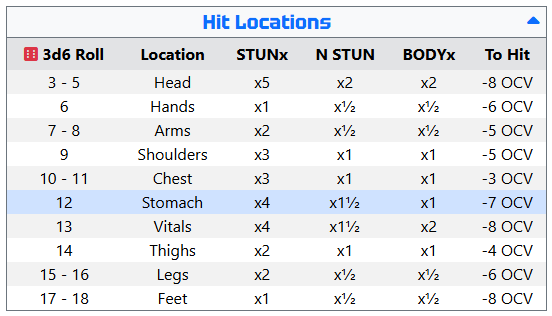 Hit Locations
3d6 Roll Location STUNx N STUN BODYx To Hit
3 - 5 Head x5 x2 x2 -8 OCV
6 Hands x1 x½ x½ -6 OCV
7 - 8 Arms x2 x½ x½ -5 OCV
9 Shoulders x3 x1 x1 -5 OCV
10 - 11 Chest x3 x1 x1 -3 OCV
12 Stomach x4 x1½ x1 -7 OCV
13 Vitals x4 x1½ x2 -8 OCV
14 Thighs x2 x1 x1 -4 OCV
15 - 16 Legs x2 x½ x½ -6 OCV
17 - 18 Feet x1 x½ x½ -8 OCV